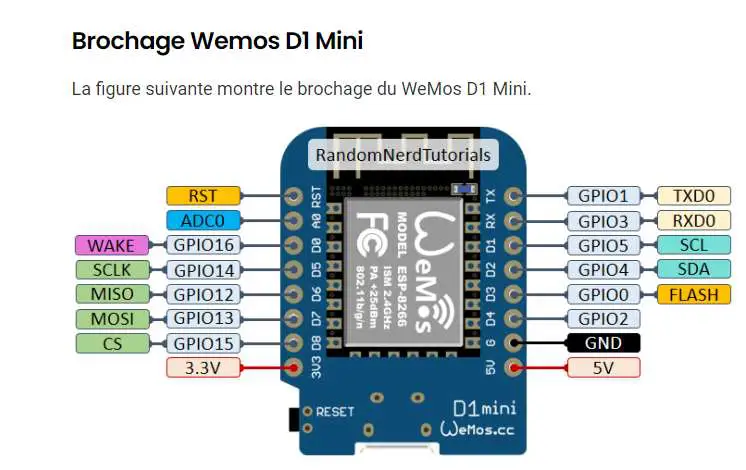 Brochage Wemos D1 Mini
La figure suivante montre le brochage du WeMos D1 Mini.
RandomNerdTutorials
RST RST TX GPIO1 TXD0
ADC0 A0 RX GPIO3 RXD0
WAKE GPIO16 D0 D1 GPIO5 SCL
SCLK GPIO14 D5 D2 GPIO4 SDA
MISO GPIO12 D6 D3 GPIO0 FLASH
MOSI GPIO13 D7 D4 GPIO2
CS GPIO15 D8 G GND
3.3V 3V3 5V 5V
WeMos
MODEL ESP-8266
ISM 2.4GHz
PA +25dBm
802.11b/g/n
FC
RESET
D1mini
WeMos.cc